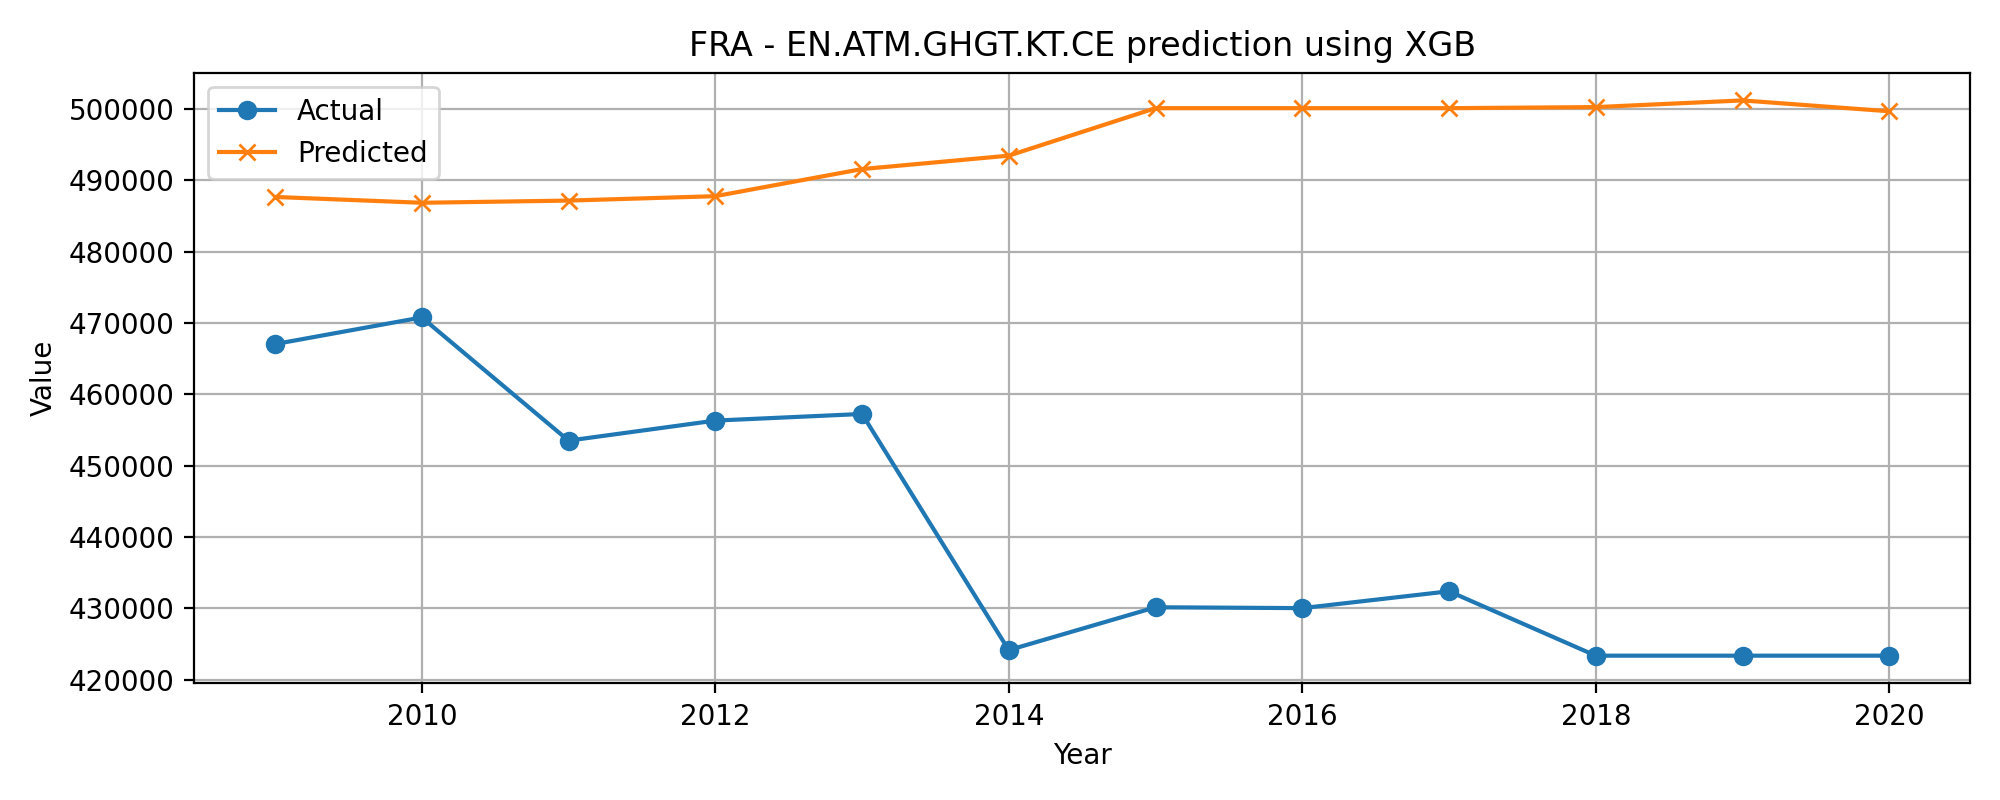 FRA - EN.ATM.GHGT.KT.CE prediction using XGB
Actual
Predicted
500000
490000
480000
470000
460000
450000
440000
430000
420000
Value
2010 2012 2014 2016 2018 2020
Year